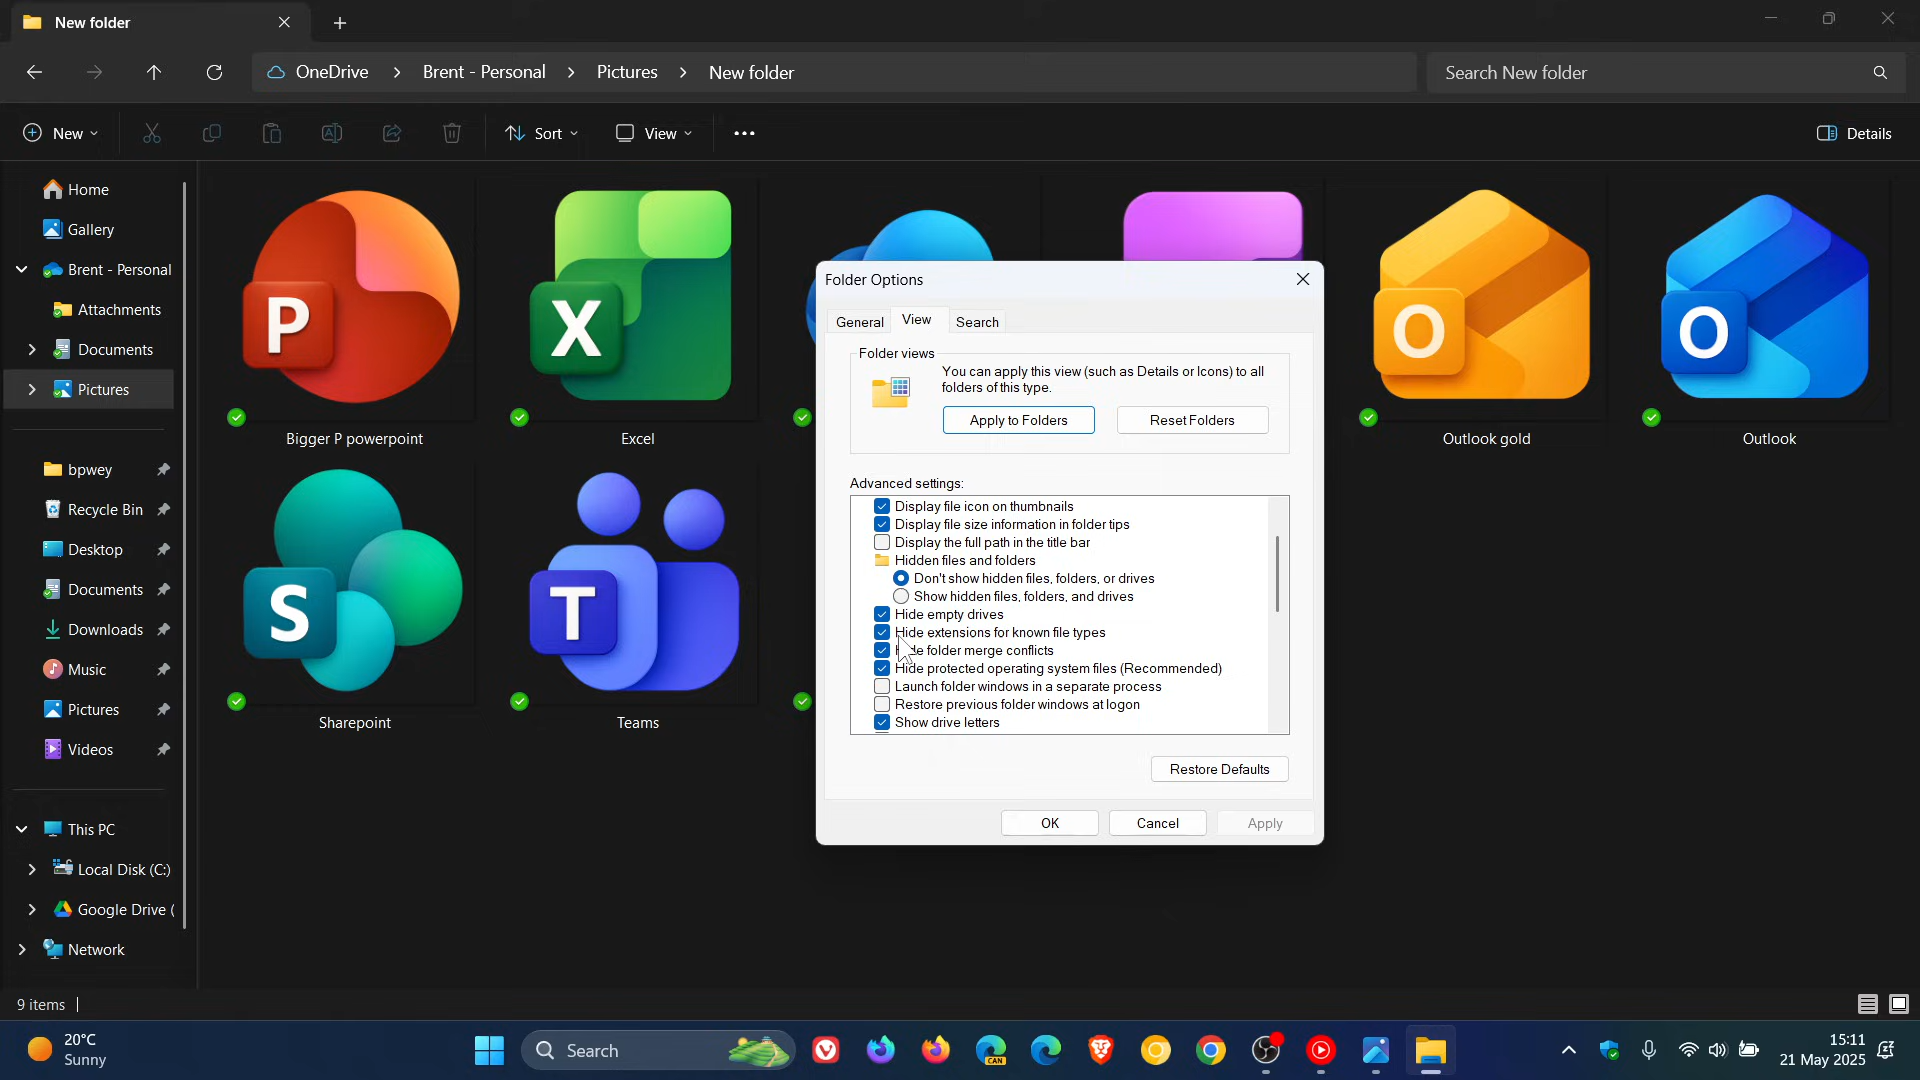 New folder
OneDrive > Brent - Personal > Pictures > New folder
Search New folder
New
Sort
View
Details
Home
Gallery
Brent - Personal
Attachments
Documents
Pictures
bpwey
Recycle Bin
Desktop
Documents
Downloads
Music
Pictures
Videos
This PC
Local Disk (C:)
Google Drive (
Network
P
Bigger P powerpoint
X
Excel
O
Outlook gold
O
Outlook
S
Sharepoint
T
Teams
Folder Options
General
View
Search
Folder views
You can apply this view (such as Details or Icons) to all
folders of this type.
Apply to Folders
Reset Folders
Advanced settings:
Display file icon on thumbnails
Display file size information in folder tips
Display the full path in the title bar
Hidden files and folders
Don't show hidden files, folders, or drives
Show hidden files, folders, and drives
Hide empty drives
Hide extensions for known file types
folder merge conflicts
Hide protected operating system files (Recommended)
Launch folder windows in a separate process
Restore previous folder windows at logon
Show drive letters
Restore Defaults
OK
Cancel
Apply
9 items
20°C
Sunny
Search
CAN
15:11
21 May 2025